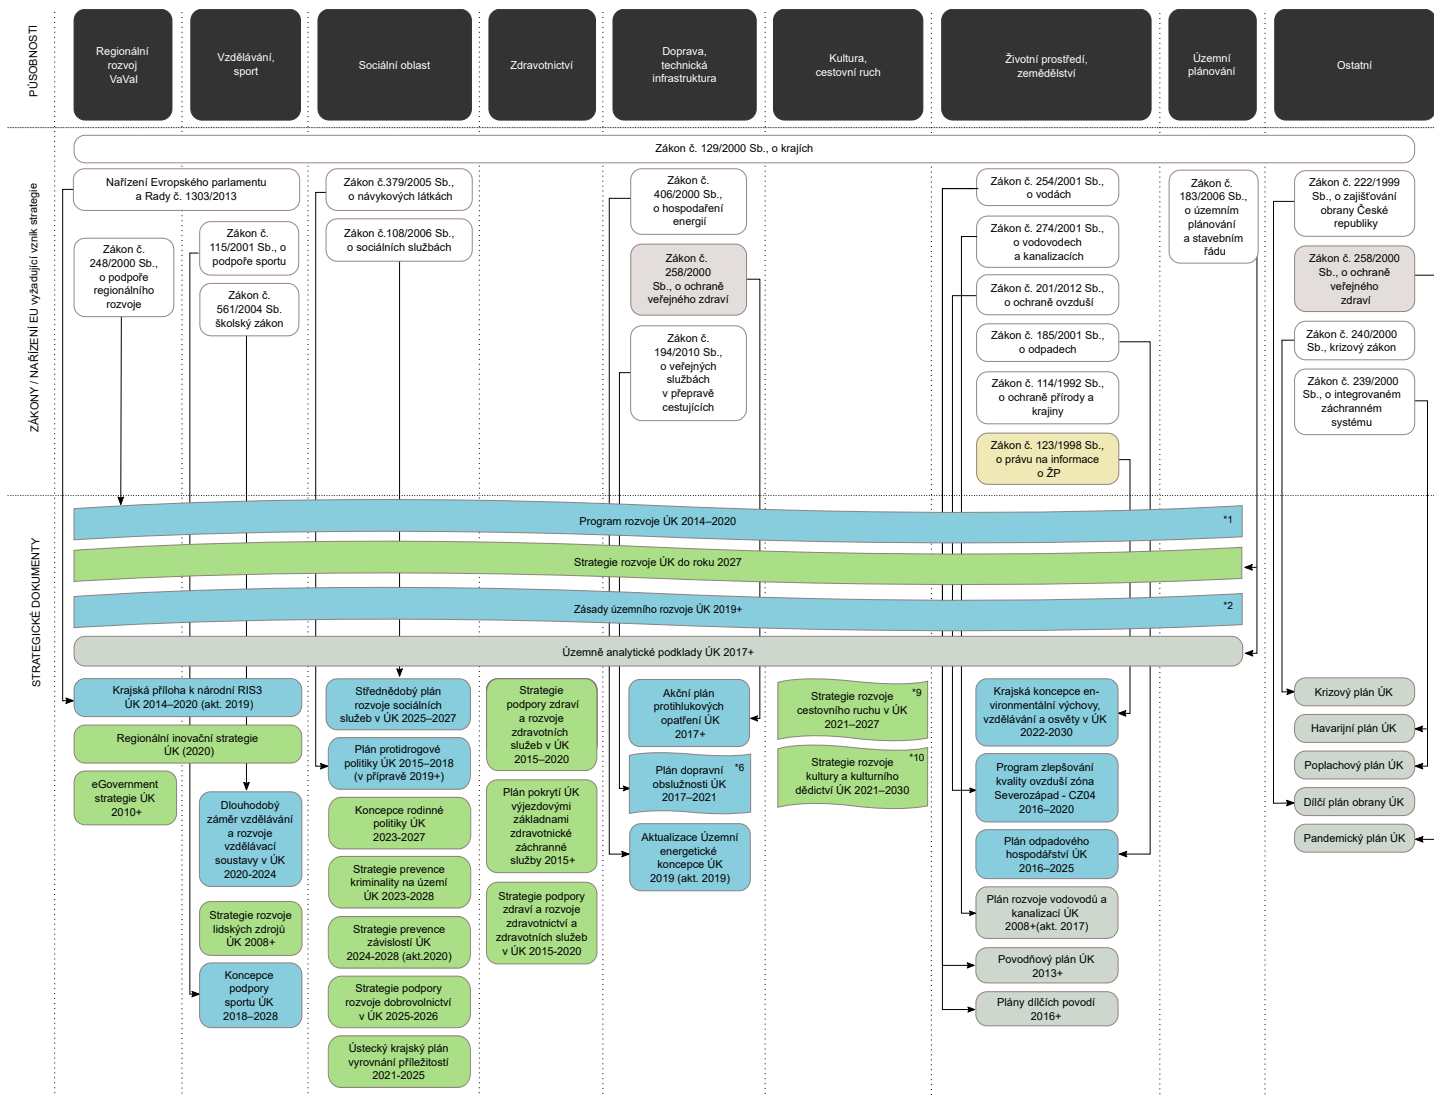 PŮSOBNOSTI
Regionální
rozvoj
VaVaI
Vzdělávání,
sport
Sociální oblast
Zdravotnictví
Doprava,
technická
infrastruktura
Kultura,
cestovní ruch
Životní prostředí,
zemědělství
Územní
plánování
Ostatní
ZÁKONY / NAŘÍZENÍ EU vyžadující vznik strategie
Zákon č. 129/2000 Sb., o krajích
Nařízení Evropského parlamentu
a Rady č. 1303/2013
Zákon č.
248/2000 Sb.,
o podpoře
regionálního
rozvoje
Zákon č.
115/2001 Sb., o
podpoře sportu
Zákon č.
561/2004 Sb.
školský zákon
Zákon č.379/2005 Sb.,
o návykových látkách
Zákon č.108/2006 Sb.,
o sociálních službách
Zákon č.
406/2000 Sb.,
o hospodaření
energií
Zákon č.
258/2000
Sb., o ochraně
veřejného zdraví
Zákon č.
194/2010 Sb.,
o veřejných
službách
v přepravě
cestujících
Zákon č. 254/2001 Sb.,
o vodách
Zákon č. 274/2001 Sb.,
o vodovodech
a kanalizacích
Zákon č. 201/2012 Sb.,
o ochraně ovzduší
Zákon č. 185/2001 Sb.,
o odpadech
Zákon č. 114/1992 Sb.,
o ochraně přírody a
krajiny
Zákon č. 123/1998 Sb.,
o právu na informace
o ŽP
Zákon č.
183/2006 Sb.,
o územním
plánování
a stavebním
řádu
Zákon č. 222/1999
Sb., o zajišťování
obrany České
republiky
Zákon č. 258/2000
Sb., o ochraně
veřejného
zdraví
Zákon č. 240/2000
Sb., krizový zákon
Zákon č. 239/2000
Sb., o integrovaném
záchranném
systému
STRATEGICKÉ DOKUMENTY
Program rozvoje ÚK 2014–2020 *1
Strategie rozvoje ÚK do roku 2027
Zásady územního rozvoje ÚK 2019+ *2
Územně analytické podklady ÚK 2017+
Krajská příloha k národní RIS3
ÚK 2014–2020 (akt. 2019)
Regionální inovační strategie
ÚK (2020)
eGovernment
strategie ÚK
2010+
Dlouhodobý
záměr vzdělávání
a rozvoje
vzdělávací
soustavy v ÚK
2020-2024
Strategie rozvoje
lidských zdrojů
ÚK 2008+
Koncepce
podpory
sportu ÚK
2018–2028
Střednědobý plán
rozvoje sociálních
služeb v ÚK 2025–2027
Plán protidrogové
politiky ÚK 2015–2018
(v přípravě 2019+)
Koncepce rodinné
politiky ÚK
2023-2027
Strategie prevence
kriminality na území
ÚK 2023-2028
Strategie prevence
závislostí ÚK
2024-2028 (akt.2020)
Strategie podpory
rozvoje dobrovolnictví
v ÚK 2025-2026
Ústecký krajský plán
vyrovnání příležitostí
2021-2025
Strategie
podpory zdraví
a rozvoje
zdravotních
služeb v ÚK
2015–2020
Plán pokrytí ÚK
výjezdovými
základnami
zdravotnické
záchranné
služby 2015+
Strategie podpory
zdraví a rozvoje
zdravotnictví a
zdravotních služeb
v ÚK 2015-2020
Akční plán
protihlukových
opatření ÚK
2017+
*6
Plán dopravní
obslužnosti ÚK
2017–2021
Aktualizace Územní
energetické
koncepce ÚK
2019 (akt. 2019)
*9
Strategie rozvoje
cestovního ruchu v ÚK
2021–2027
*10
Strategie rozvoje
kultury a kulturního
dědictví ÚK 2021–2030
Krajská koncepce en-
vironmentální výchovy,
vzdělávání a osvěty v ÚK
2022-2030
Program zlepšování
kvality ovzduší zóna
Severozápad - CZ04
2016–2020
Plán odpadového
hospodářství ÚK
2016–2025
Plán rozvoje vodovodů a
kanalizací ÚK
2008+(akt. 2017)
Povodňový plán ÚK
2013+
Plány dílčích povodí
2016+
Krizový plán ÚK
Havarijní plán ÚK
Poplachový plán ÚK
Dílčí plán obrany ÚK
Pandemický plán ÚK